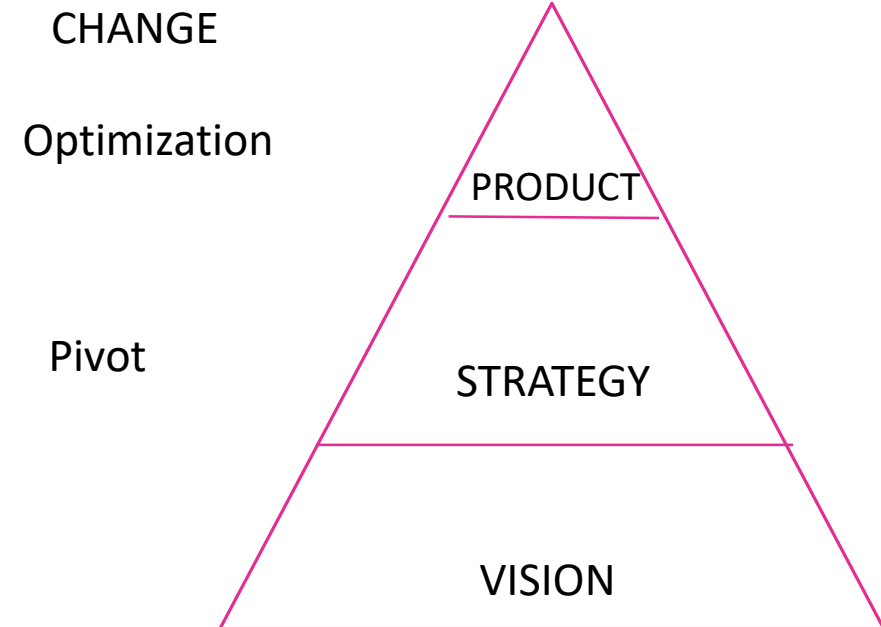 CHANGE
Optimization
PRODUCT
Pivot
STRATEGY
VISION